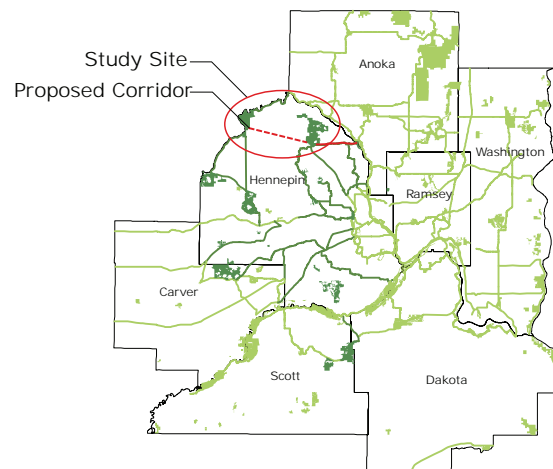 Study Site
Proposed Corridor
Anoka
Washington
Hennepin
Ramsey
Carver
Scott
Dakota